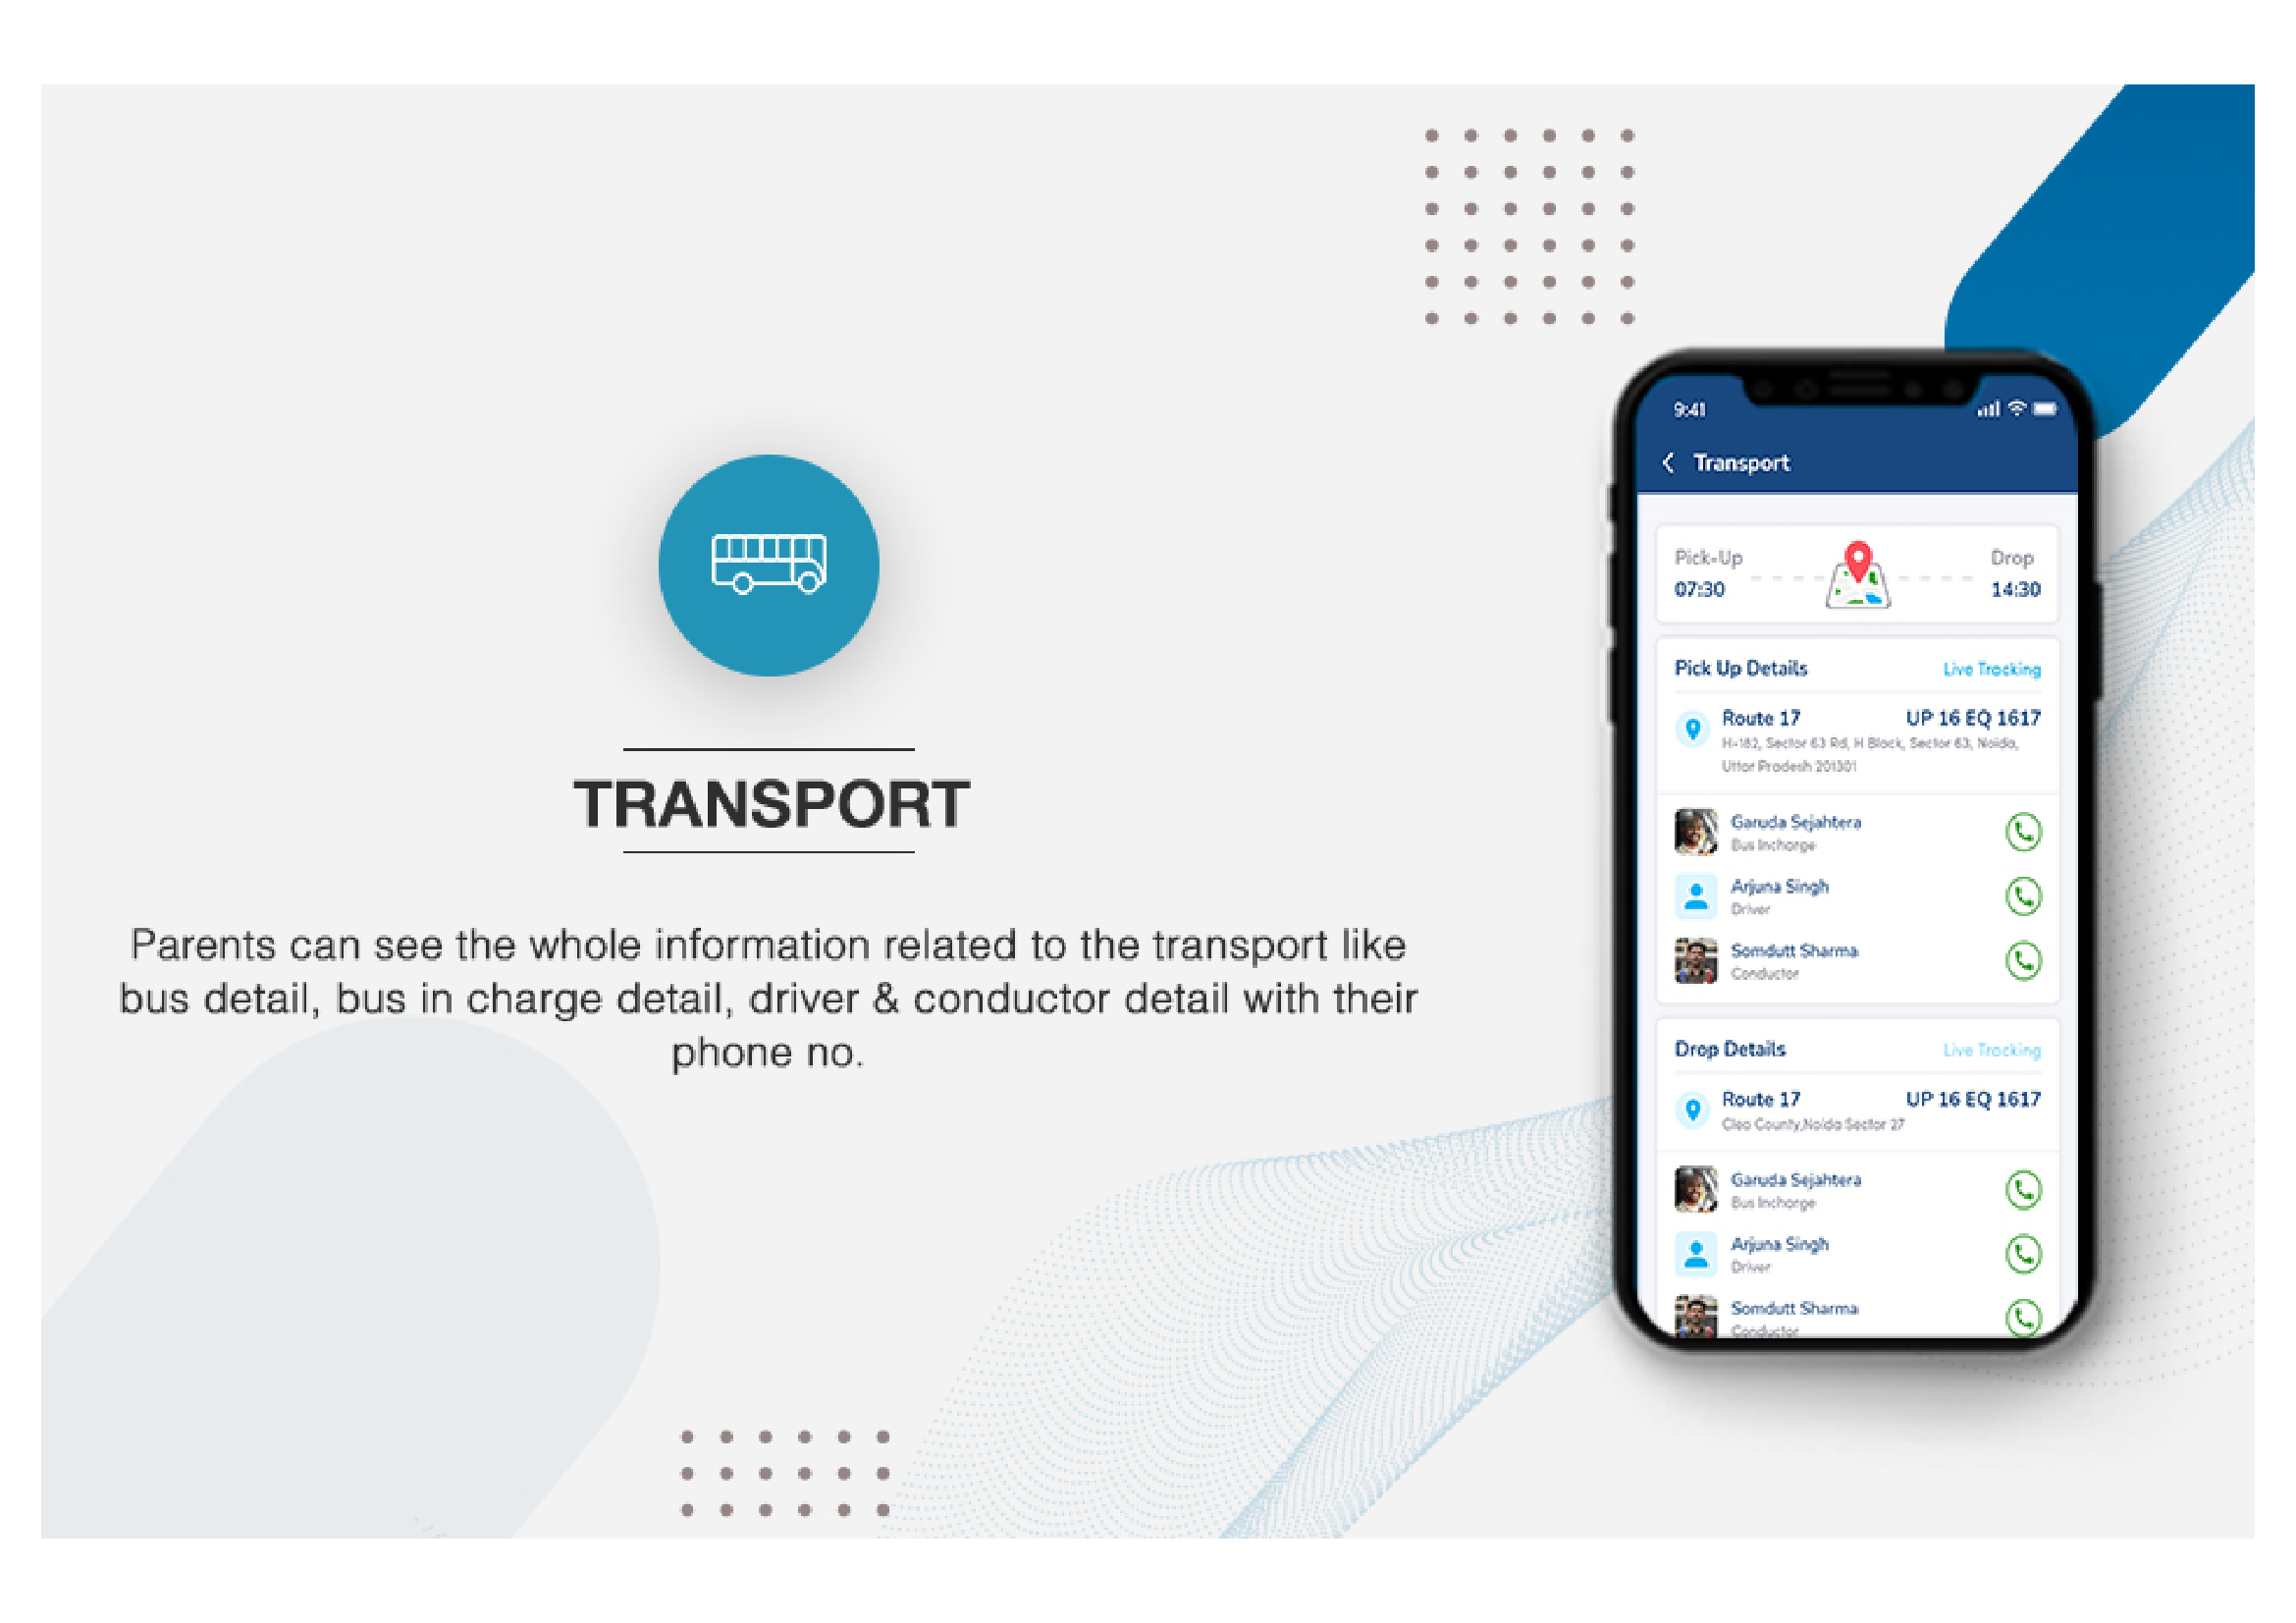 TRANSPORT
Parents can see the whole information related to the transport like
bus detail, bus in charge detail, driver & conductor detail with their
phone no.
9:41
Transport
Pick-Up
Drop
07:30
14:30
Pick Up Details
Live Tracking
Route 17
UP 16 EQ 1617
H-182, Sector 63 Rd, H Block, Sector 63, Noida,
Uttar Pradesh 201301
Garuda Sejahtera
Bus Incharge
Arjuna Singh
Driver
Somdutt Sharma
Conductor
Drop Details
Live Tracking
Route 17
UP 16 EQ 1617
Cleo County,Noida Sector 27
Garuda Sejahtera
Bus Incharge
Arjuna Singh
Driver
Somdutt Sharma
Conductor